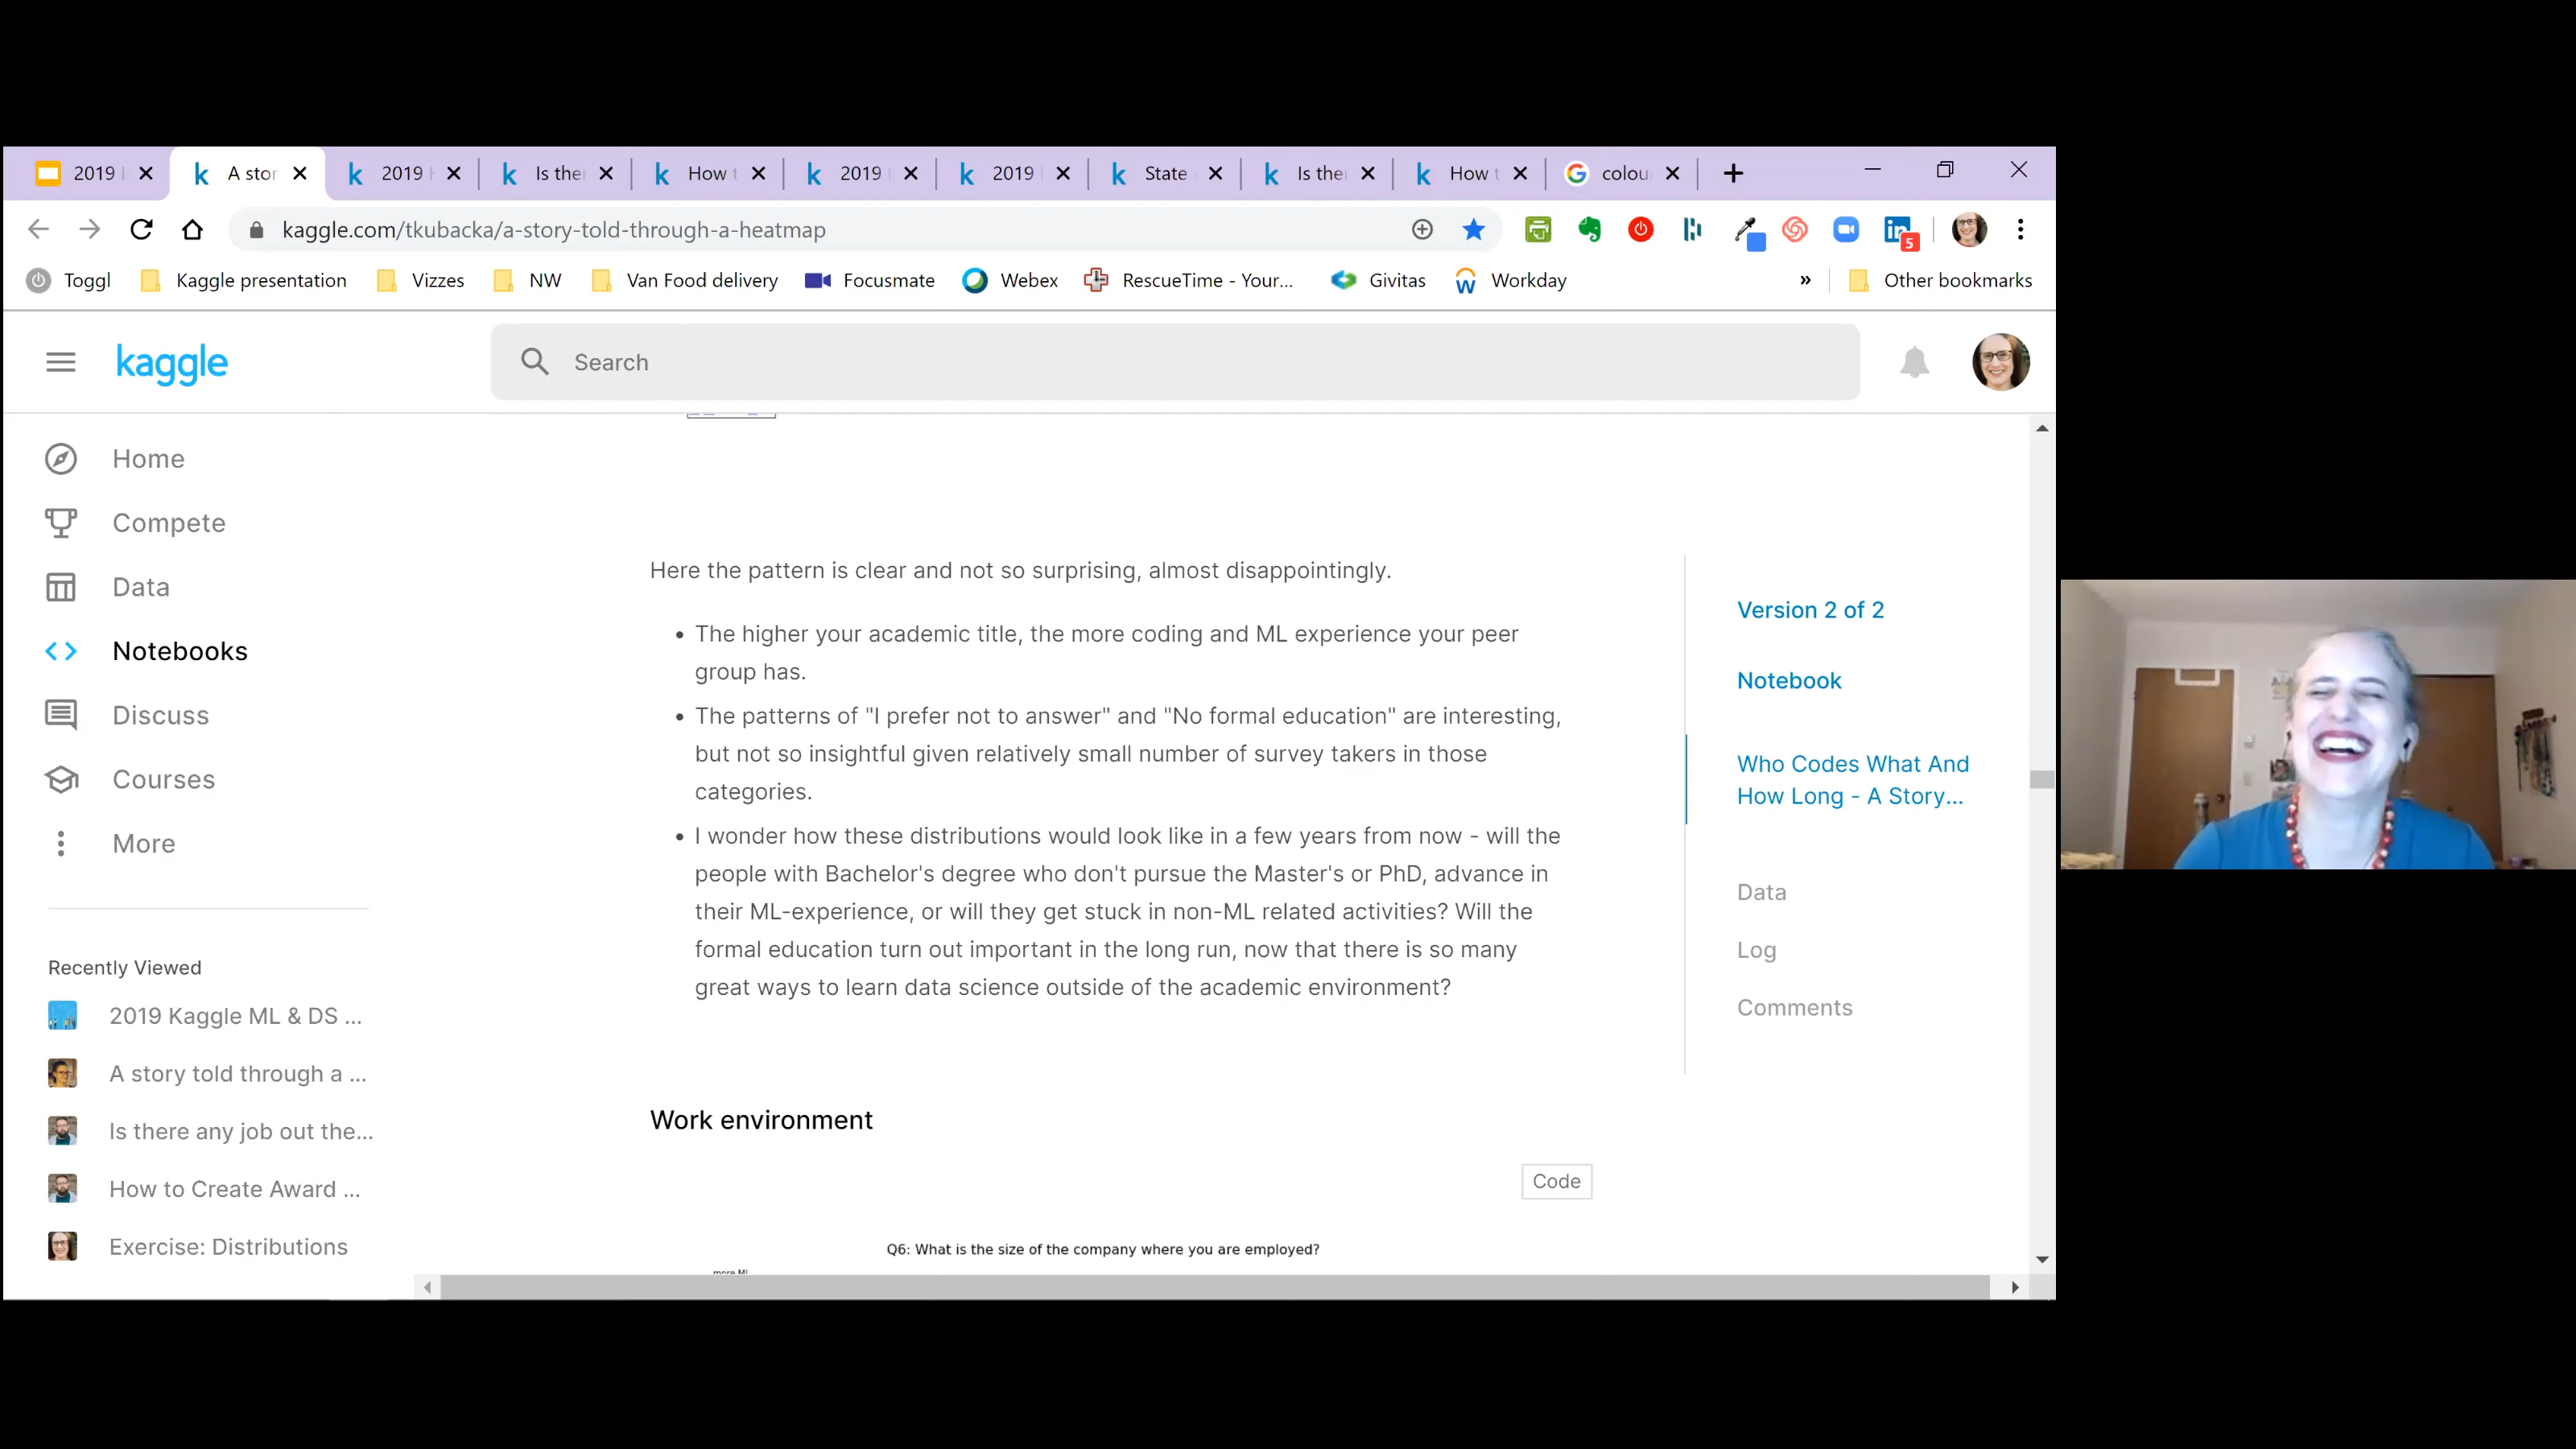 2019
A stor
2019
Is the
How t
2019
2019
State
Is the
How t
colou
kaggle.com/tkubacka/a-story-told-through-a-heatmap
5
Toggl
Kaggle presentation
Vizzes
NW
Van Food delivery
Focusmate
Webex
RescueTime - Your...
Givitas
Workday
»
Other bookmarks
kaggle
Search
Home
Compete
Data
Notebooks
Discuss
Courses
More
Recently Viewed
2019 Kaggle ML & DS ...
A story told through a ...
Is there any job out the...
How to Create Award ...
Exercise: Distributions
Here the pattern is clear and not so surprising, almost disappointingly.
• The higher your academic title, the more coding and ML experience your peer
group has.
• The patterns of "I prefer not to answer" and "No formal education" are interesting,
but not so insightful given relatively small number of survey takers in those
categories.
• I wonder how these distributions would look like in a few years from now - will the
people with Bachelor's degree who don't pursue the Master's or PhD, advance in
their ML-experience, or will they get stuck in non-ML related activities? Will the
formal education turn out important in the long run, now that there is so many
great ways to learn data science outside of the academic environment?
Work environment
Code
Q6: What is the size of the company where you are employed?
Version 2 of 2
Notebook
Who Codes What And
How Long - A Story...
Data
Log
Comments